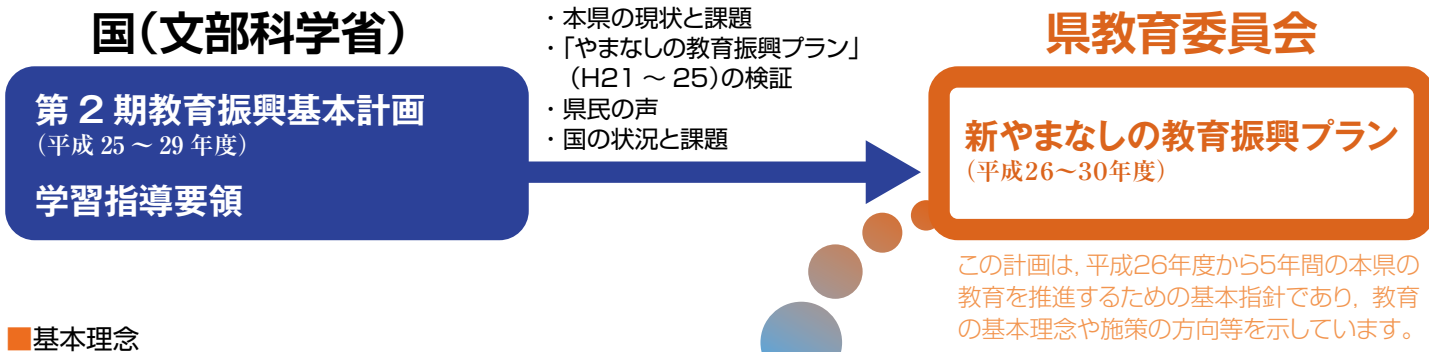 国(文部科学省)
第 2 期教育振興基本計画
(平成 25 ～ 29 年度)
学習指導要領
・本県の現状と課題
・「やまなしの教育振興プラン」
(H21 ～ 25)の検証
・県民の声
・国の状況と課題
県教育委員会
新やまなしの教育振興プラン
(平成26～30年度)
この計画は,平成26年度から5年間の本県の
教育を推進するための基本指針であり,教育
の基本理念や施策の方向等を示しています。
■基本理念